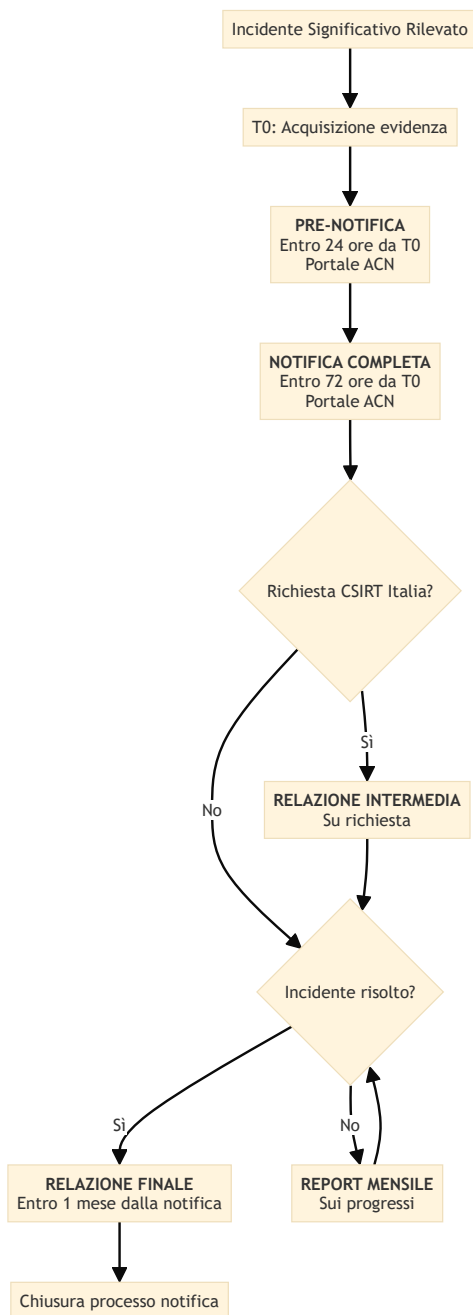 Incidente Significativo Rilevato
T0: Acquisizione evidenza
PRE-NOTIFICA
Entro 24 ore da T0
Portale ACN
NOTIFICA COMPLETA
Entro 72 ore da T0
Portale ACN
Richiesta CSIRT Italia?
Sì
No
RELAZIONE INTERMEDIA
Su richiesta
Incidente risolto?
Sì
No
RELAZIONE FINALE
Entro 1 mese dalla notifica
REPORT MENSILE
Sui progressi
Chiusura processo notifica